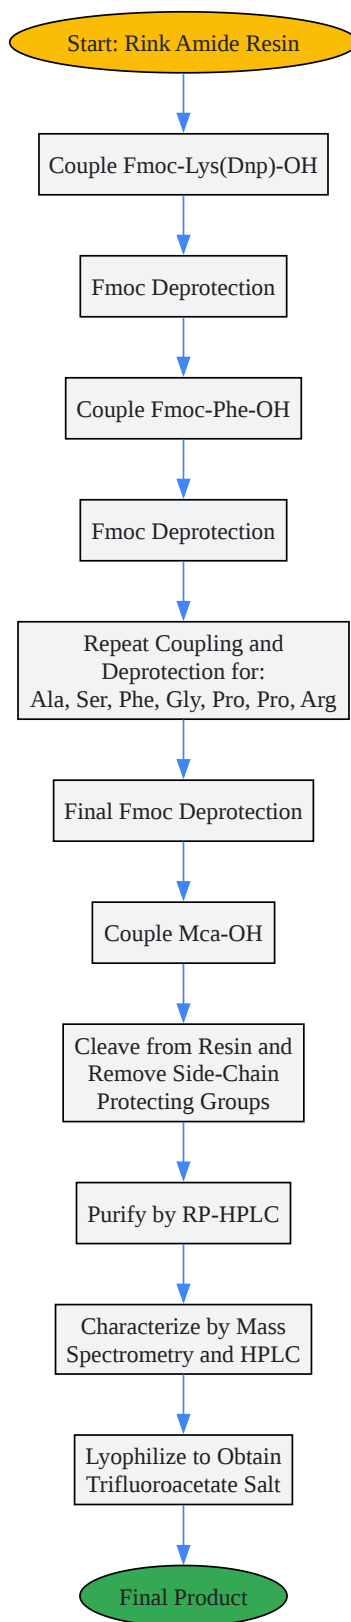 Start: Rink Amide Resin
Couple Fmoc-Lys(Dnp)-OH
Fmoc Deprotection
Couple Fmoc-Phe-OH
Fmoc Deprotection
Repeat Coupling and
Deprotection for:
Ala, Ser, Phe, Gly, Pro, Pro, Arg
Final Fmoc Deprotection
Couple Mca-OH
Cleave from Resin and
Remove Side-Chain
Protecting Groups
Purify by RP-HPLC
Characterize by Mass
Spectrometry and HPLC
Lyophilize to Obtain
Trifluoroacetate Salt
Final Product